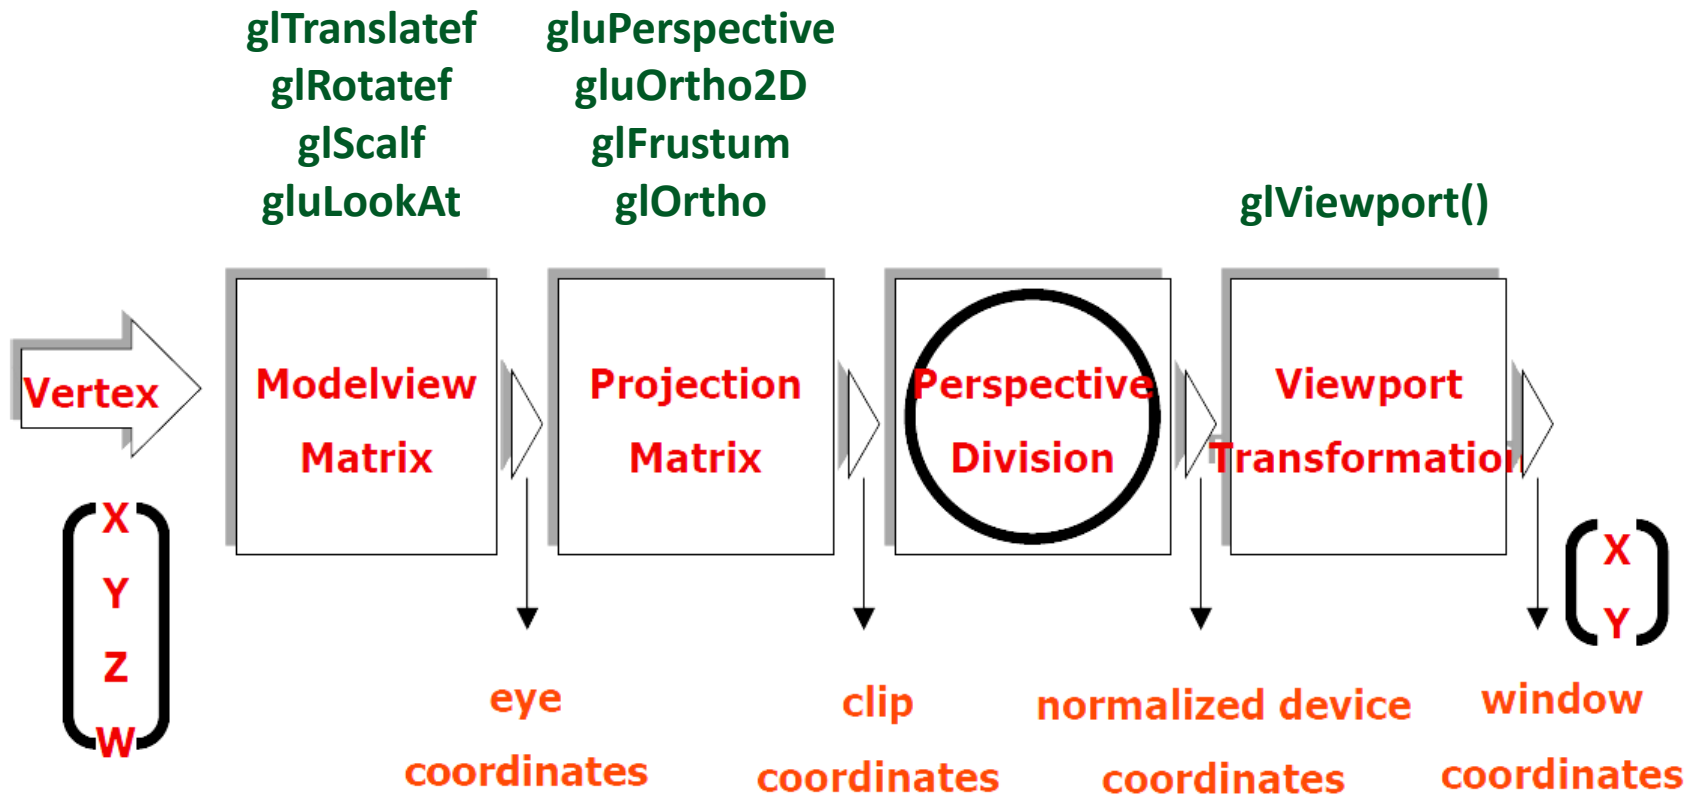 glTranslatef
glRotatef
glScalf
gluLookAt
gluPerspective
gluOrtho2D
glFrustum
glOrtho
glViewport()
Vertex
Modelview
Matrix
Projection
Matrix
Perspective
Division
Viewport
Transformation
X
Y
Z
W
X
Y
eye
coordinates
clip
coordinates
normalized device
coordinates
window
coordinates